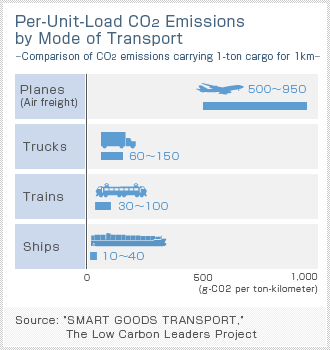 Per-Unit-Load CO2 Emissions
by Mode of Transport
–Comparison of CO2 emissions carrying 1-ton cargo for 1km–
Planes
(Air freight)
500～950
Trucks
60～150
Trains
30～100
Ships
10～40
0 500 1,000
(g-CO2 per ton-kilometer)
Source: "SMART GOODS TRANSPORT,"
The Low Carbon Leaders Project